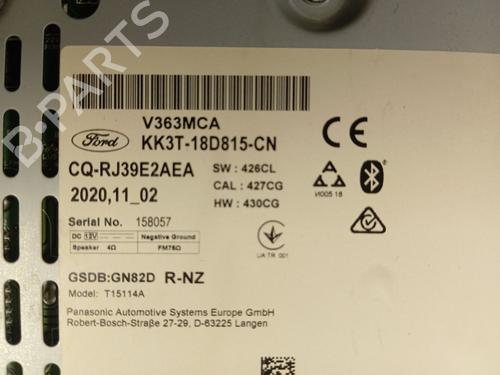 V363MCA
Ford KK3T-18D815-CN
CQ-RJ39E2AEA SW : 426CL
2020,11_02 CAL : 427CG
Serial No. 158057 HW : 430CG
И005 18
DC 12V Negative Ground
Speaker 4Ω FM75Ω
UA TR 001
GSDB:GN82D R-NZ
Model: T15114A
Panasonic Automotive Systems Europe GmbH
Robert-Bosch-Straße 27-29, D-63225 Langen
CE